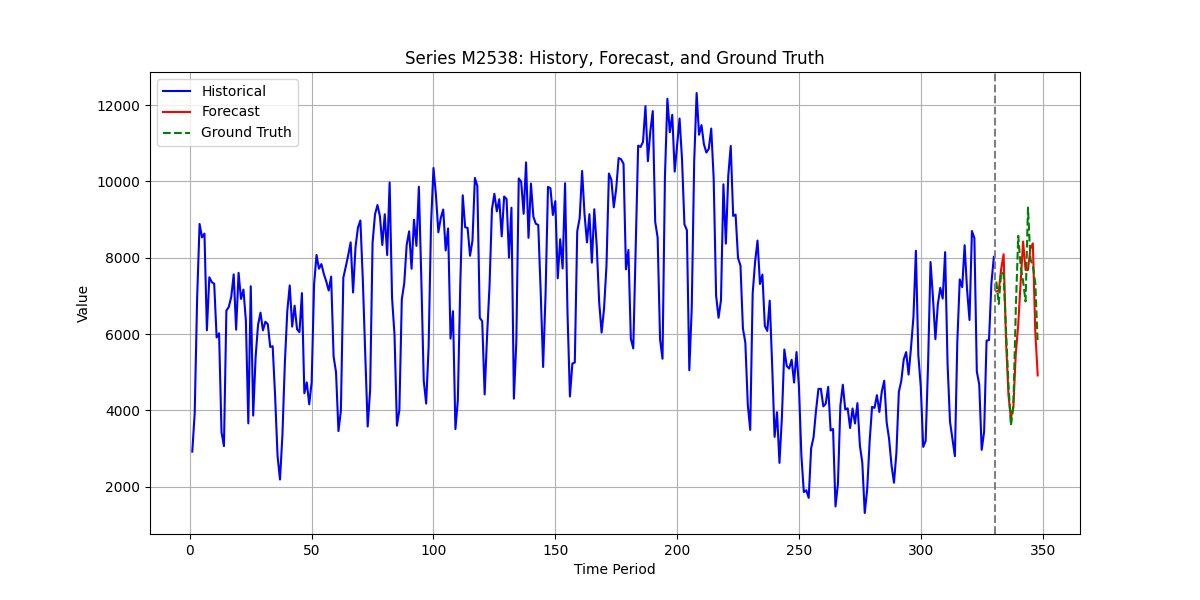 Series M2538: History, Forecast, and Ground Truth
Historical
Forecast
Ground Truth
Value
12000
10000
8000
6000
4000
2000
0
50
100
150
200
250
300
350
Time Period